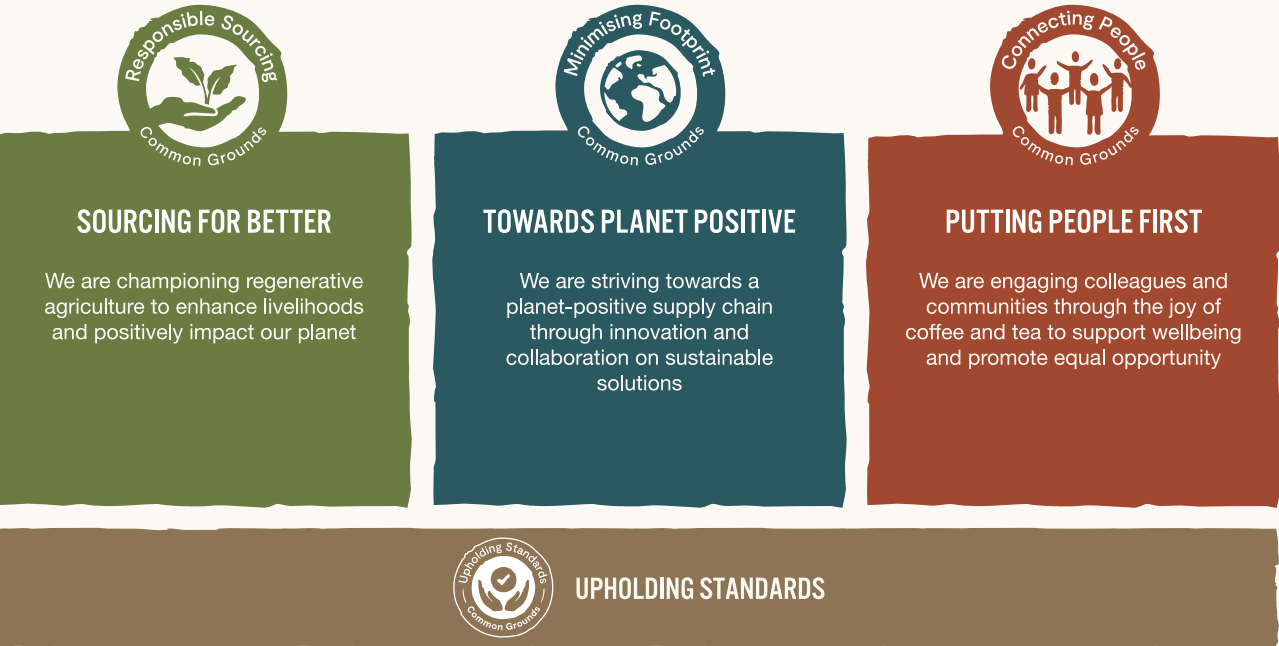 Responsible Sourcing
Common Grounds
SOURCING FOR BETTER
We are championing regenerative
agriculture to enhance livelihoods
and positively impact our planet
Minimising Footprint
Common Grounds
TOWARDS PLANET POSITIVE
We are striving towards a
planet-positive supply chain
through innovation and
collaboration on sustainable
solutions
Connecting People
Common Grounds
PUTTING PEOPLE FIRST
We are engaging colleagues and
communities through the joy of
coffee and tea to support wellbeing
and promote equal opportunity
Upholding Standards
Common Grounds
UPHOLDING STANDARDS